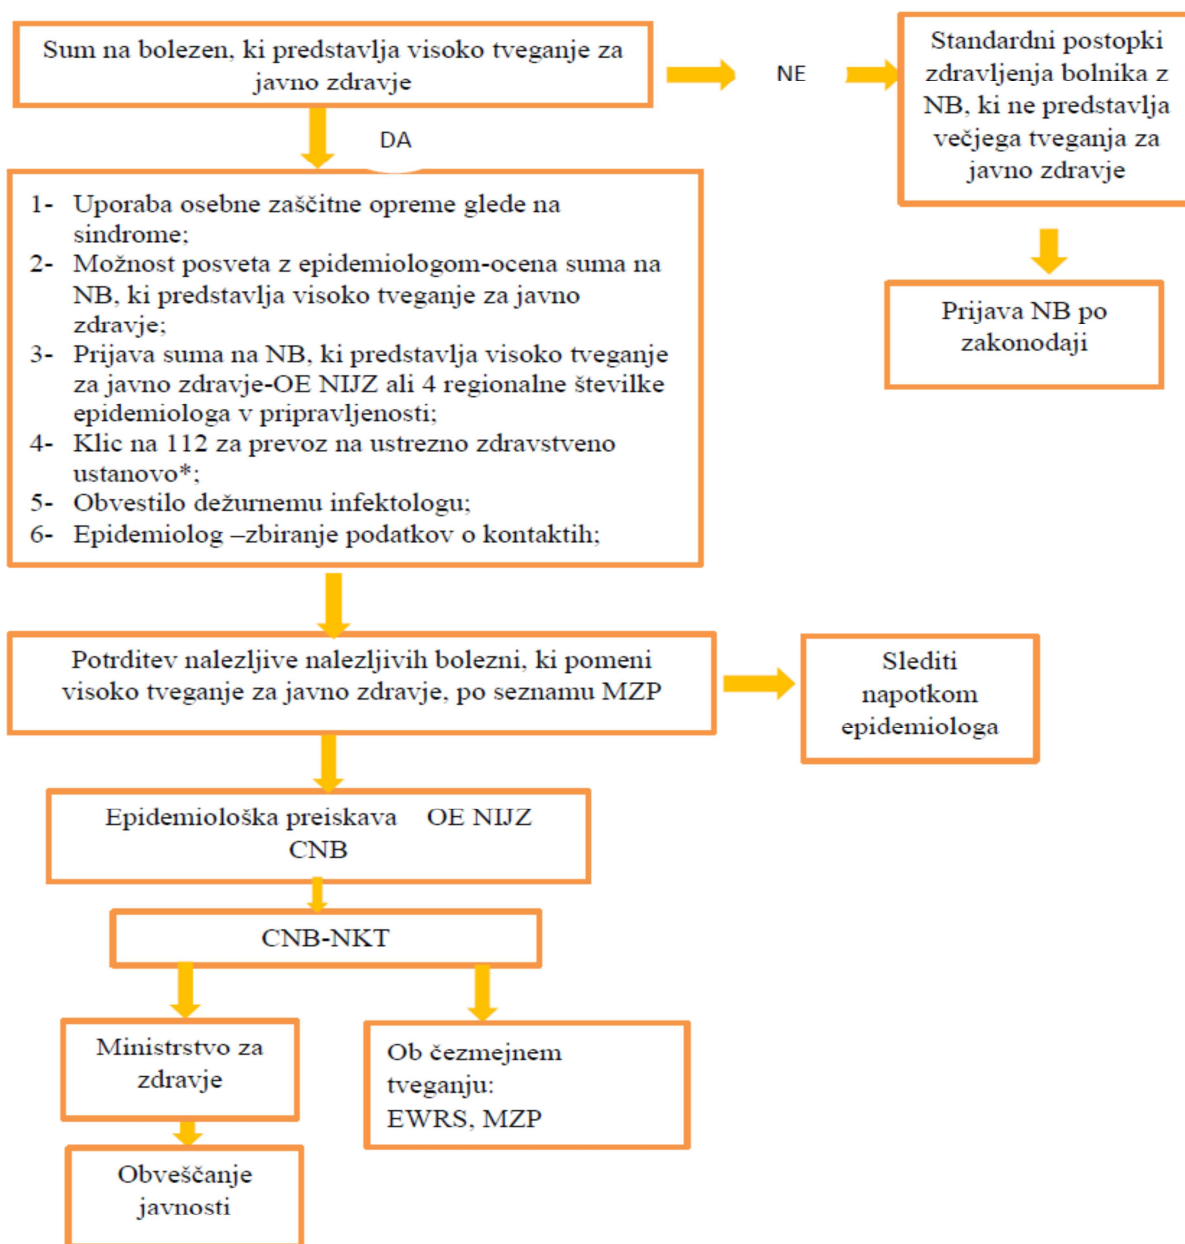 Sum na bolezen, ki predstavlja visoko tveganje za
javno zdravje
NE
Standardni postopki
zdravljenja bolnika z
NB, ki ne predstavlja
večjega tveganja za
javno zdravje
DA
1- Uporaba osebne zaščitne opreme glede na
sindrome;
2- Možnost posveta z epidemiologom-ocena suma na
NB, ki predstavlja visoko tveganje za javno
zdravje;
3- Prijava suma na NB, ki predstavlja visoko tveganje
za javno zdravje-OE NIJZ ali 4 regionalne številke
epidemiologa v pripravljenosti;
4- Klic na 112 za prevoz na ustrezno zdravstveno
ustanovo*;
5- Obvestilo dežurnemu infektologu;
6- Epidemiolog –zbiranje podatkov o kontaktih;
Prijava NB po
zakonodaji
Potrditev nalezljive nalezljivih bolezni, ki pomeni
visoko tveganje za javno zdravje, po seznamu MZP
Slediti
napotkom
epidemiologa
Epidemiološka preiskava OE NIJZ
CNB
CNB-NKT
Ministrstvo za
zdravje
Ob čezmejnem
tveganju:
EWRS, MZP
Obveščanje
javnosti